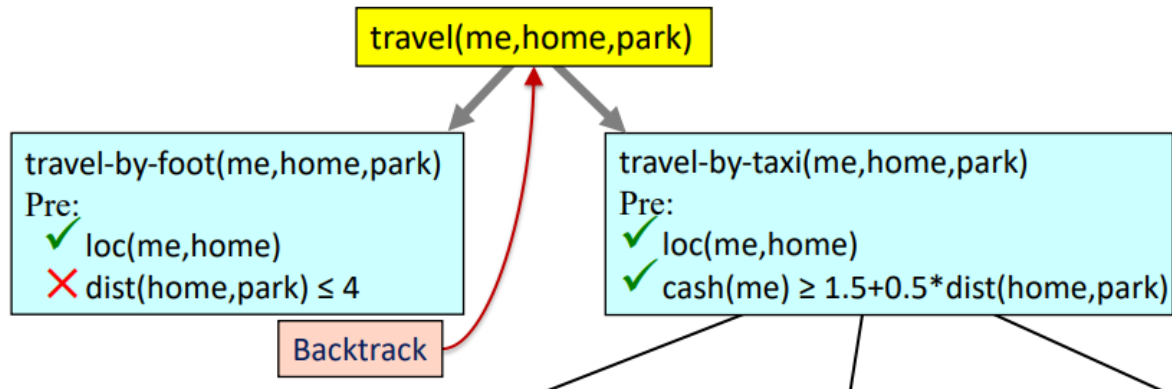 travel(me,home,park)
travel-by-foot(me,home,park)
Pre:
loc(me,home)
dist(home,park) ≤ 4
Backtrack
travel-by-taxi(me,home,park)
Pre:
loc(me,home)
cash(me) ≥ 1.5+0.5*dist(home,park)